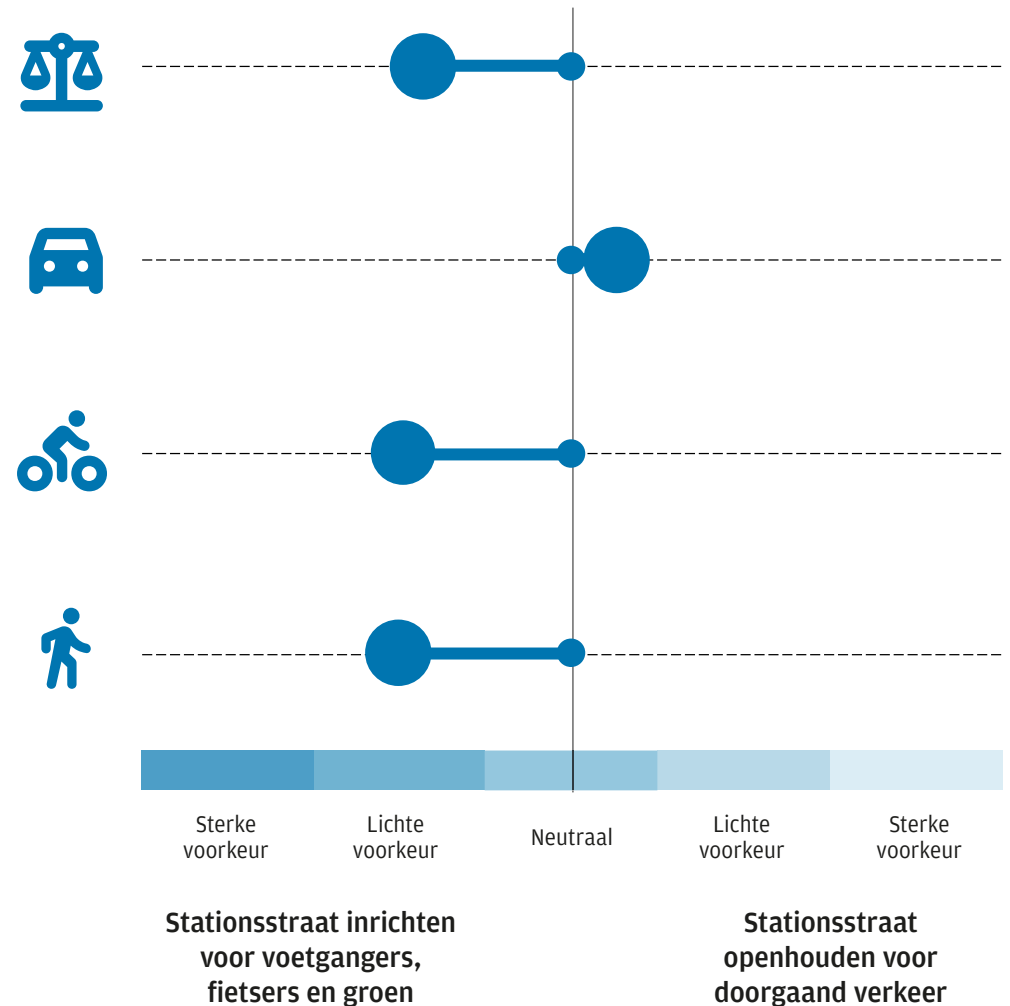 Sterke
voorkeur
Lichte
voorkeur
Neutraal
Lichte
voorkeur
Sterke
voorkeur
Stationsstraat inrichten
voor voetgangers,
fietsers en groen
Stationsstraat
openhouden voor
doorgaand verkeer